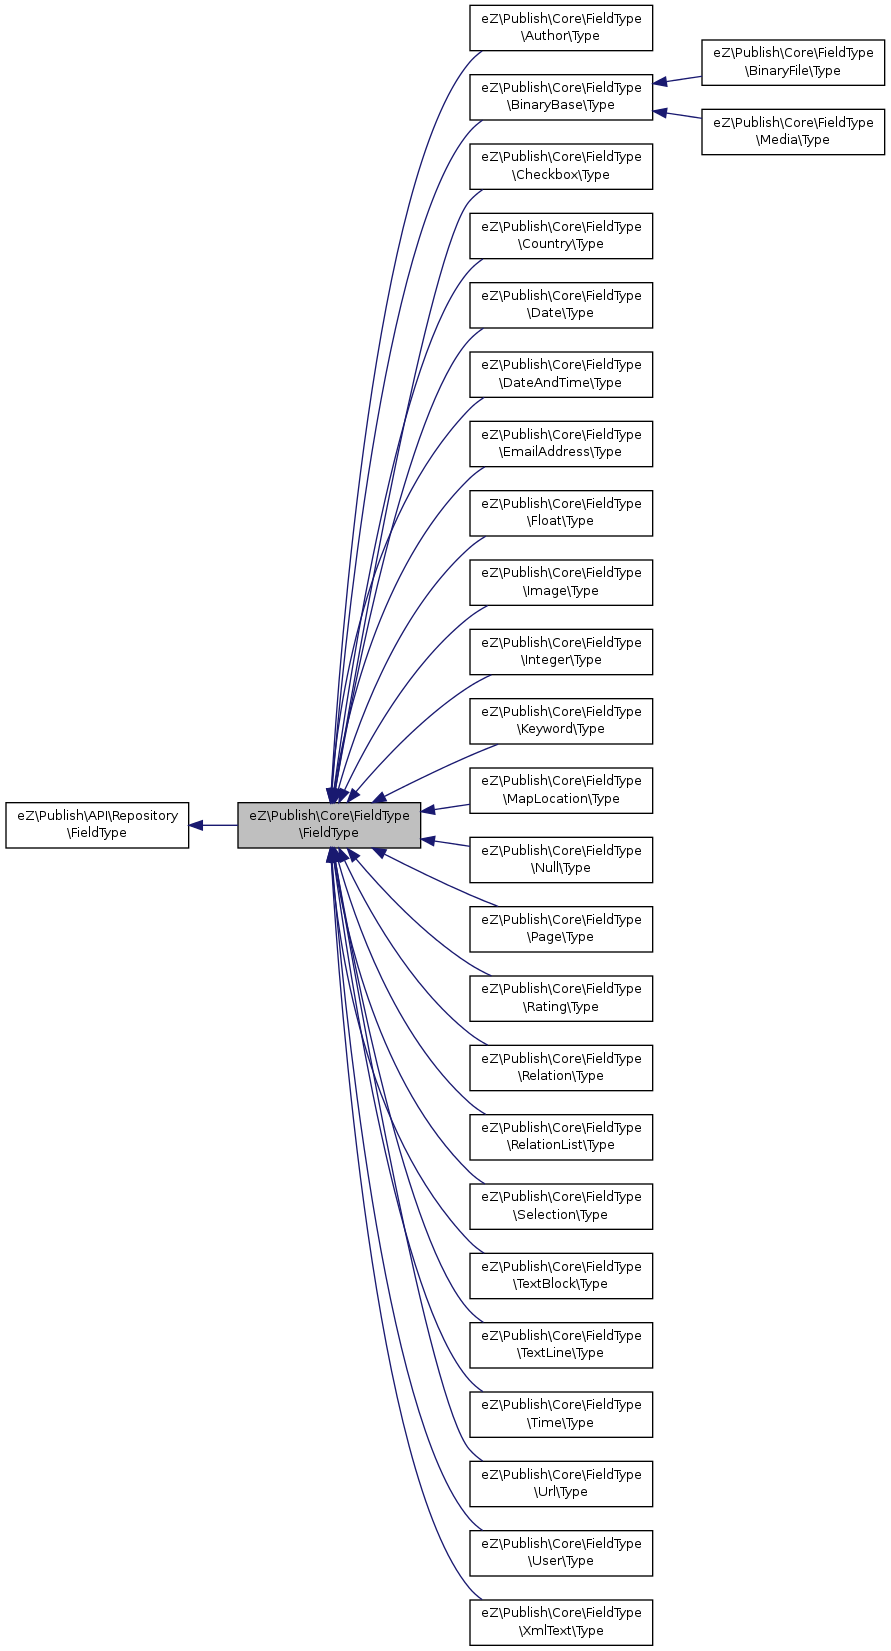 eZ\Publish\Core\FieldType
\Author\Type
eZ\Publish\Core\FieldType
\BinaryFile\Type
eZ\Publish\Core\FieldType
\BinaryBase\Type
eZ\Publish\Core\FieldType
\Media\Type
eZ\Publish\Core\FieldType
\Checkbox\Type
eZ\Publish\Core\FieldType
\Country\Type
eZ\Publish\Core\FieldType
\Date\Type
eZ\Publish\Core\FieldType
\DateAndTime\Type
eZ\Publish\Core\FieldType
\EmailAddress\Type
eZ\Publish\Core\FieldType
\Float\Type
eZ\Publish\Core\FieldType
\Image\Type
eZ\Publish\Core\FieldType
\Integer\Type
eZ\Publish\Core\FieldType
\Keyword\Type
eZ\Publish\Core\FieldType
\MapLocation\Type
eZ\Publish\API\Repository
\FieldType
eZ\Publish\Core\FieldType
\FieldType
eZ\Publish\Core\FieldType
\Null\Type
eZ\Publish\Core\FieldType
\Page\Type
eZ\Publish\Core\FieldType
\Rating\Type
eZ\Publish\Core\FieldType
\Relation\Type
eZ\Publish\Core\FieldType
\RelationList\Type
eZ\Publish\Core\FieldType
\Selection\Type
eZ\Publish\Core\FieldType
\TextBlock\Type
eZ\Publish\Core\FieldType
\TextLine\Type
eZ\Publish\Core\FieldType
\Time\Type
eZ\Publish\Core\FieldType
\Url\Type
eZ\Publish\Core\FieldType
\User\Type
eZ\Publish\Core\FieldType
\XmlText\Type